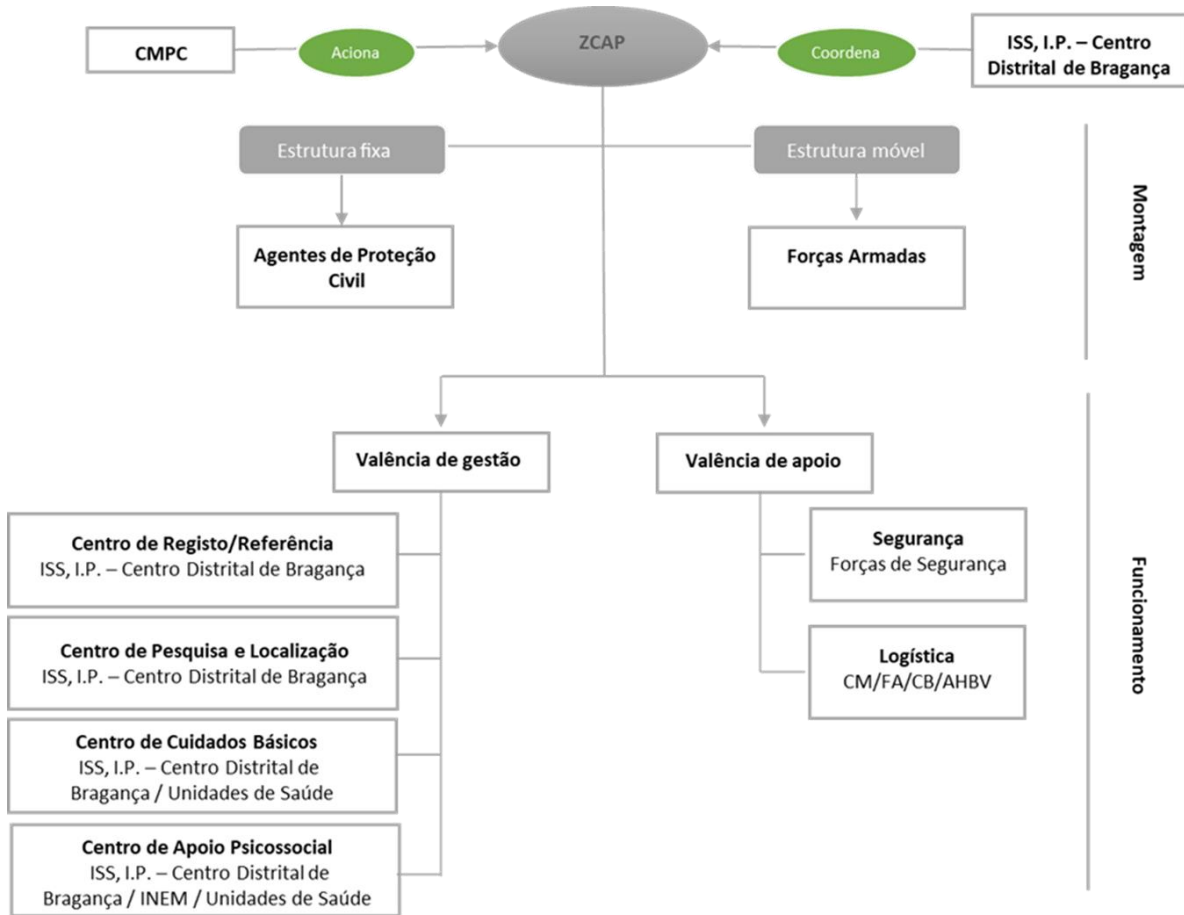 CMPC
Aciona
ZCAP
Coordena
ISS, I.P. – Centro
Distrital de Bragança
Estrutura fixa
Estrutura móvel
Agentes de Proteção
Civil
Forças Armadas
Montagem
Valência de gestão
Valência de apoio
Centro de Registo/Referência
ISS, I.P. – Centro Distrital de Bragança
Centro de Pesquisa e Localização
ISS, I.P. – Centro Distrital de Bragança
Centro de Cuidados Básicos
ISS, I.P. – Centro Distrital de
Bragança / Unidades de Saúde
Centro de Apoio Psicossocial
ISS, I.P. – Centro Distrital de
Bragança / INEM / Unidades de Saúde
Segurança
Forças de Segurança
Logística
CM/FA/CB/AHBV
Funcionamento